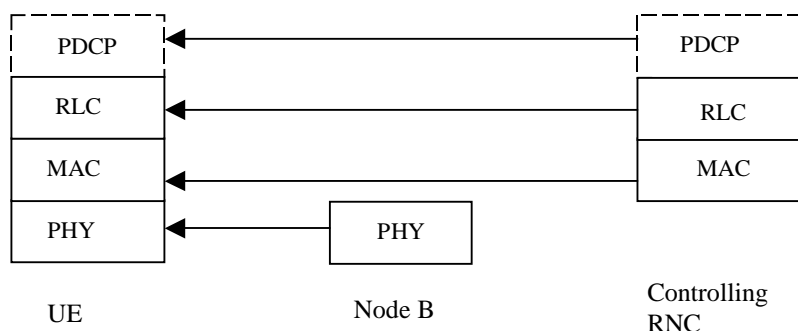 PDCP PDCP
RLC RLC
MAC MAC
PHY PHY
UE Node B Controlling
RNC